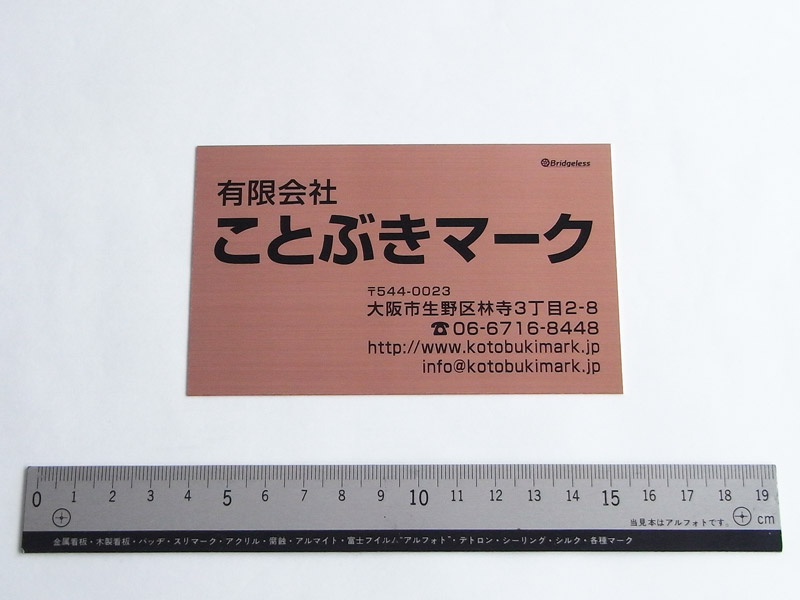 Bridgeless
有限会社
ことぶきマーク
〒544-0023
大阪市生野区林寺3丁目2-8
☎06-6716-8448
http://www.kotobukimark.jp
info@kotobukimark.jp
0 1 2 3 4 5 6 7 8 9 10 11 12 13 14 15 16 17 18 19
当見本はアルフォトです。 cm
金属看板・木製看板・バッヂ・スリマーク・アクリル・腐蝕・アルマイト・富士フイルム"アルフォト"・テトロン・シーリング・シルク・各種マーク